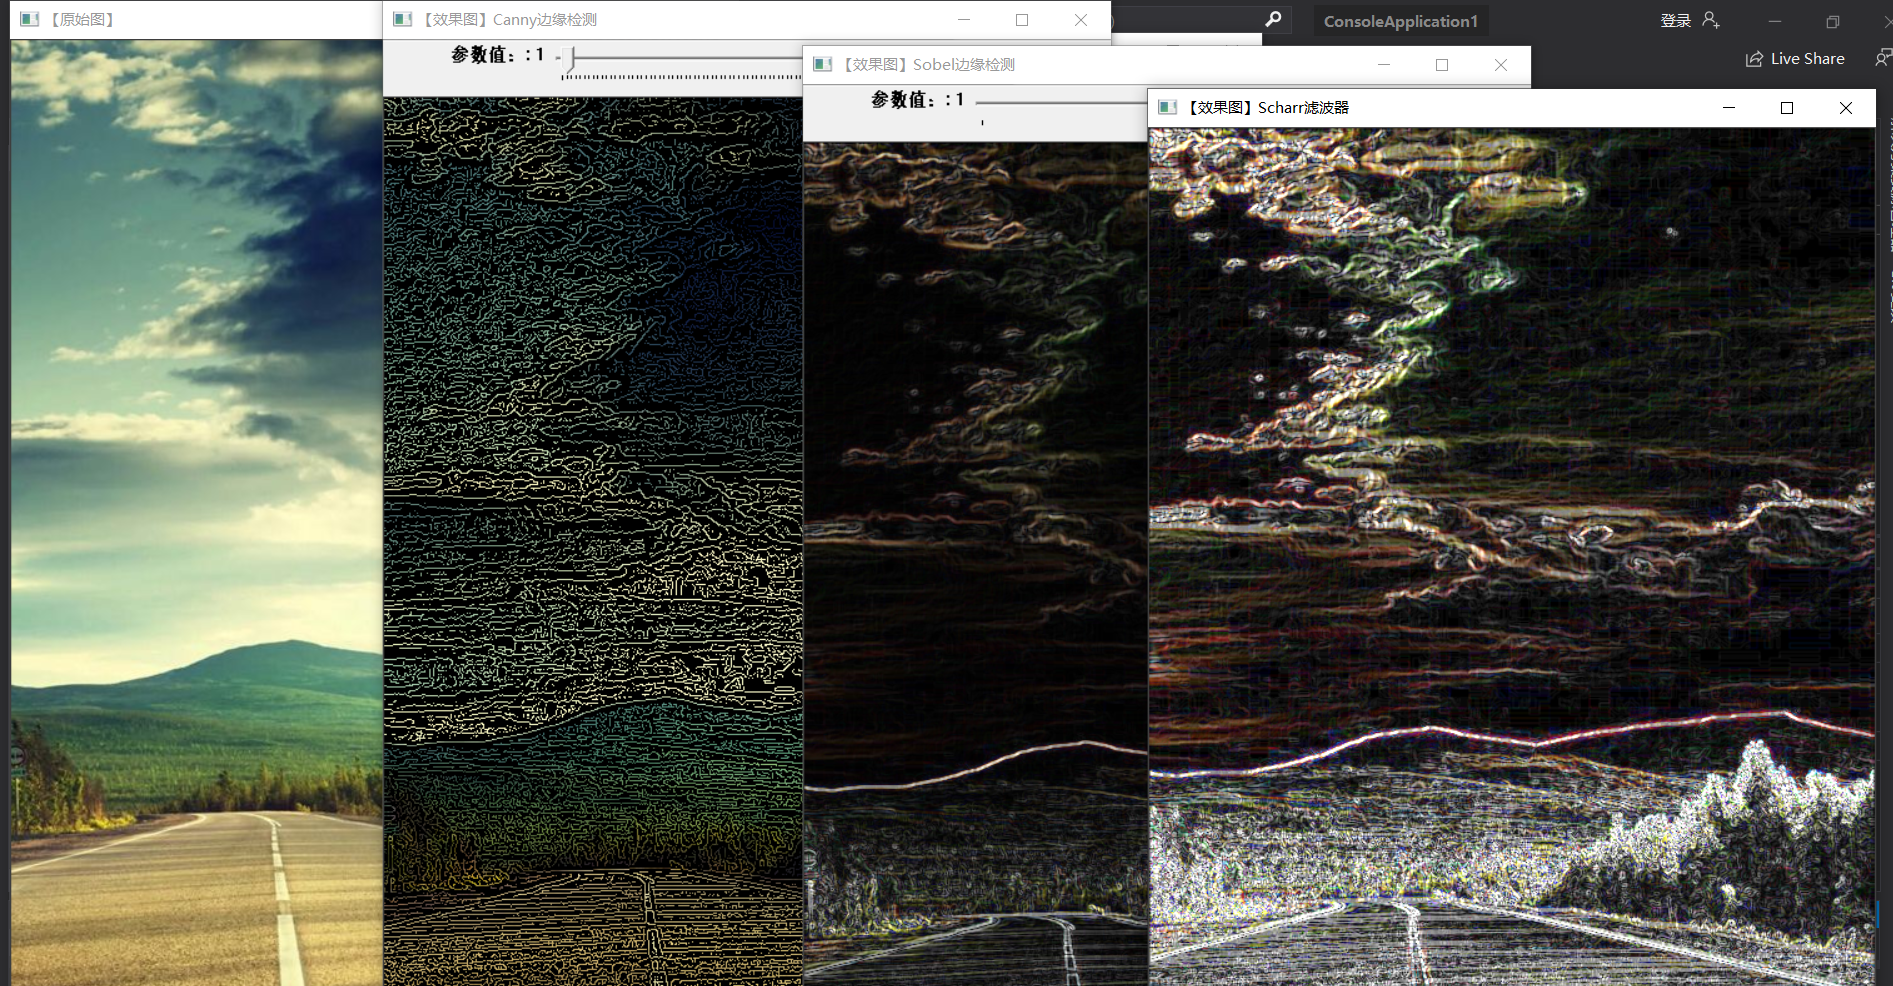 【原始图】
【效果图】Canny边缘检测
参数值：: 1
【效果图】Sobel边缘检测
参数值：: 1
【效果图】Scharr滤波器
ConsoleApplication1
登录
Live Share